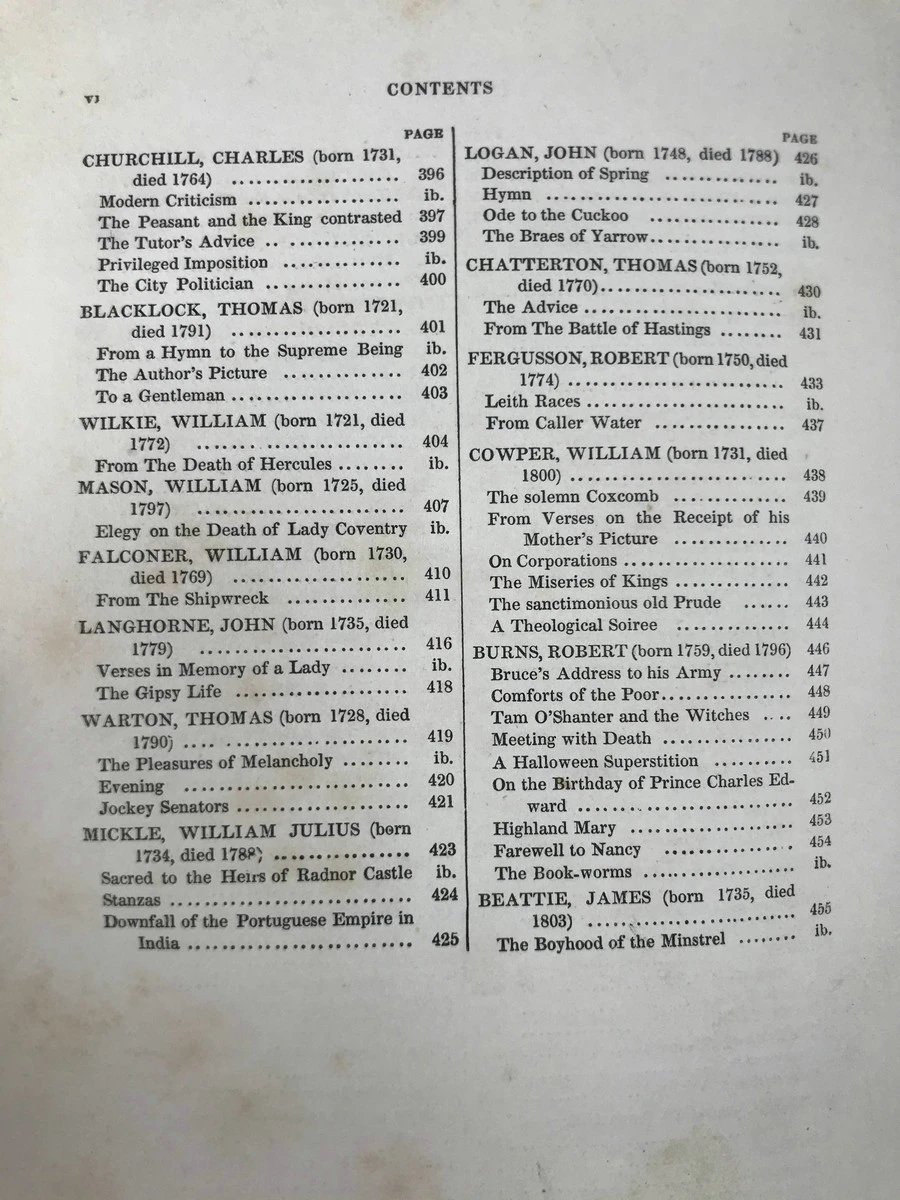 vi
CONTENTS
PAGE
CHURCHILL, CHARLES (born 1731,
died 1764) .................... 396
Modern Criticism .................. ib.
The Peasant and the King contrasted 397
The Tutor's Advice .. ............. 399
Privileged Imposition .............. ib.
The City Politician ................ 400
BLACKLOCK, THOMAS (born 1721,
died 1791) .................... 401
From a Hymn to the Supreme Being ib.
The Author's Picture .............. 402
To a Gentleman .................... 403
WILKIE, WILLIAM (born 1721, died
1772) ...... .................. 404
From The Death of Hercules ........ ib.
MASON, WILLIAM (born 1725, died
1797) ........................ 407
Elegy on the Death of Lady Coventry ib.
FALCONER, WILLIAM (born 1730,
died 1769) .................... 410
From The Shipwreck .............. 411
LANGHORNE, JOHN (born 1735, died
1779) ........................ 416
Verses in Memory of a Lady ........ ib.
The Gipsy Life .................... 418
WARTON, THOMAS (born 1728, died
1790) .... ..................... 419
The Pleasures of Melancholy ........ ib.
Evening .......................... 420
Jockey Senators .................... 421
MICKLE, WILLIAM JULIUS (born
1734, died 1788) ................ 423
Sacred to the Heirs of Radnor Castle ib.
Stanzas ............................ 424
Downfall of the Portuguese Empire in
India .......................... 425
PAGE
LOGAN, JOHN (born 1748, died 1788) 426
Description of Spring .............. ib.
Hymn ............................ 427
Ode to the Cuckoo ................ 428
The Braes of Yarrow................ ib.
CHATTERTON, THOMAS (born 1752,
died 1770)...................... 430
The Advice ........................ ib.
From The Battle of Hastings ........ 431
FERGUSSON, ROBERT (born 1750, died
1774) .......................... 433
Leith Races ........................ ib.
From Caller Water ................ 437
COWPER, WILLIAM (born 1731, died
1800) .......................... 438
The solemn Coxcomb .............. 439
From Verses on the Receipt of his
Mother's Picture .............. 440
On Corporations .................... 441
The Miseries of Kings .............. 442
The sanctimonious old Prude ...... 443
A Theological Soiree .............. 444
BURNS, ROBERT (born 1759, died 1796) 446
Bruce's Address to his Army ........ 447
Comforts of the Poor................ 448
Tam O'Shanter and the Witches .... 449
Meeting with Death ................ 450
A Halloween Superstition .......... 451
On the Birthday of Prince Charles Ed-
ward .......................... 452
Highland Mary .................... 453
Farewell to Nancy ................ 454
The Book-worms .................. ib.
BEATTIE, JAMES (born 1735, died
1803) .......................... 455
The Boyhood of the Minstrel ........ ib.